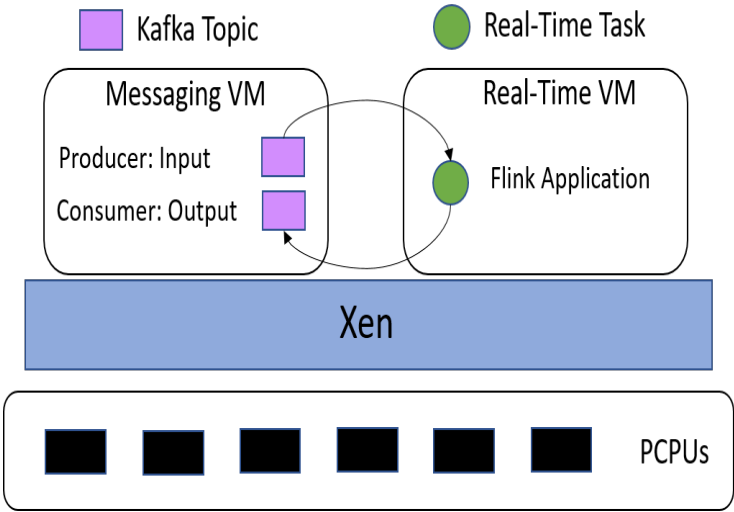 Kafka Topic
Real-Time Task
Messaging VM
Real-Time VM
Producer: Input
Flink Application
Consumer: Output
Xen
PCPUs